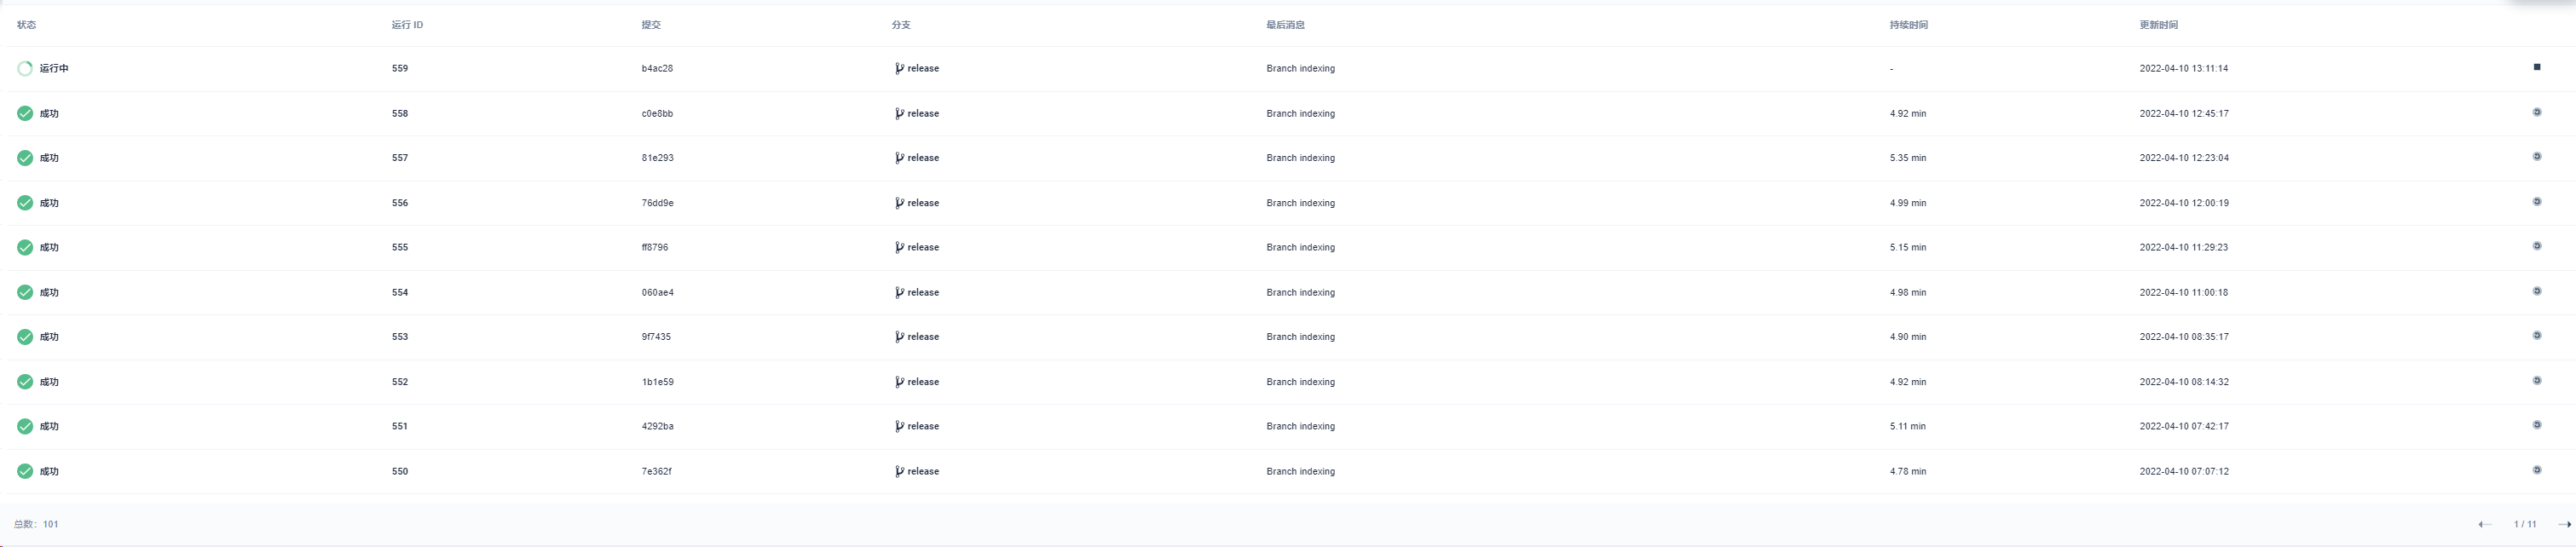 状态 运行 ID 提交 分支 最后消息 持续时间 更新时间
运行中 559 b4ac28 release Branch indexing - 2022-04-10 13:11:14
成功 558 c0e8bb release Branch indexing 4.92 min 2022-04-10 12:45:17
成功 557 81e293 release Branch indexing 5.35 min 2022-04-10 12:23:04
成功 556 76dd9e release Branch indexing 4.99 min 2022-04-10 12:00:19
成功 555 ff8796 release Branch indexing 5.15 min 2022-04-10 11:29:23
成功 554 060ae4 release Branch indexing 4.98 min 2022-04-10 11:00:18
成功 553 9f7435 release Branch indexing 4.90 min 2022-04-10 08:35:17
成功 552 1b1e59 release Branch indexing 4.92 min 2022-04-10 08:14:32
成功 551 4292ba release Branch indexing 5.11 min 2022-04-10 07:42:17
成功 550 7e362f release Branch indexing 4.78 min 2022-04-10 07:07:12
总数: 101 1 / 11